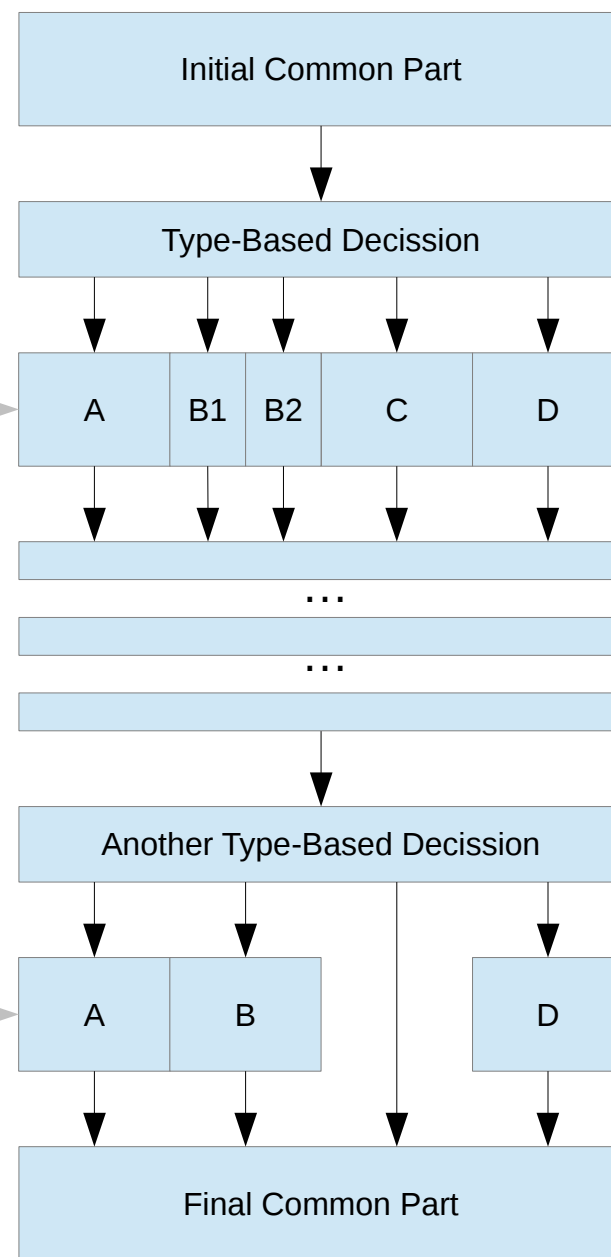 Initial Common Part
Type-Based Decission
A B1 B2 C D
...
...
Another Type-Based Decission
A B D
Final Common Part